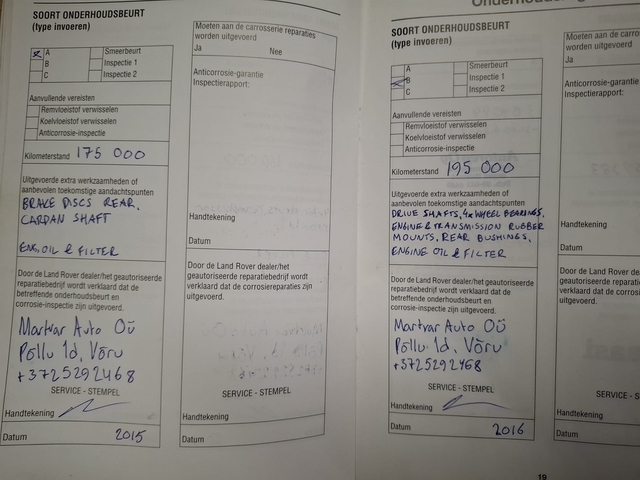 SOORT ONDERHOUDSBEURT
(type invoeren)
A
B
C
Smeerbeurt
Inspectie 1
Inspectie 2
Aanvullende vereisten
Remvloeistof verwisselen
Koelvloeistof verwisselen
Anticorrosie-inspectie
Kilometerstand 175 000
Uitgevoerde extra werkzaamheden of
aanbevolen toekomstige aandachtspunten
BRAKE DISCS REAR,
CARDAN SHAFT
ENG, OIL & FILTER
Door de Land Rover dealer/het geautoriseerde
reparatiebedrijf wordt verklaard dat de
betreffende onderhoudsbeurt en
corrosie-inspectie zijn uitgevoerd.
Martvar Auto OÜ
Põllu 1d, Võru
+3725292468
SERVICE - STEMPEL
Handtekening
Datum 2015
Moeten aan de carrosserie reparaties
worden uitgevoerd
Ja Nee
Anticorrosie-garantie
Inspectierapport:
Handtekening
Datum
Door de Land Rover dealer/het
geautoriseerde reparatiebedrijf wordt
verklaard dat de corrosiereparaties zijn
uitgevoerd.
SERVICE - STEMPEL
Handtekening
Datum
SOORT ONDERHOUDSBEURT
(type invoeren)
A
B
C
Smeerbeurt
Inspectie 1
Inspectie 2
Aanvullende vereisten
Remvloeistof verwisselen
Koelvloeistof verwisselen
Anticorrosie-inspectie
Kilometerstand 195 000
Uitgevoerde extra werkzaamheden of
aanbevolen toekomstige aandachtspunten
DRIVE SHAFTS, 4x WHEEL BEARINGS,
ENGINE & TRANSMISSION RUBBER
MOUNTS, REAR BUSHINGS,
ENGINE OIL & FILTER
Door de Land Rover dealer/het geautoriseerde
reparatiebedrijf wordt verklaard dat de
betreffende onderhoudsbeurt en
corrosie-inspectie zijn uitgevoerd.
Martvar Auto OÜ
Põllu 1d, Võru
+3725292468
SERVICE - STEMPEL
Handtekening
Datum 2016
Moeten aan de
worden uitgevoerd
Ja
Anticorrosie-garantie
Inspectierapport:
Handtekening
Datum
Door de Land Rover
geautoriseerde
verklaard dat de
uitgevoerd.
SERVICE - S
Handtekening
Datum
19